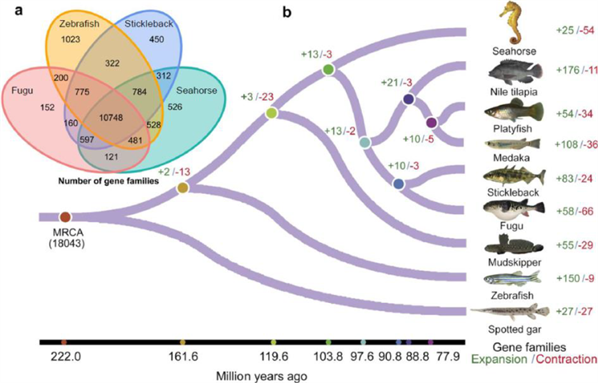 a
Zebrafish
1023
Stickleback
450
322
200
775
784
312
Fugu
152
Seahorse
526
160
10748
528
597
481
121
Number of gene families
b
+13/-3
+21/-3
+3/-23
+13/-2
+10/-5
+10/-3
+2/-13
MRCA
(18043)
+25/-54
Seahorse
+176/-11
Nile tilapia
+54/-34
Platyfish
+108/-36
Medaka
+83/-24
Stickleback
+58/-66
Fugu
+55/-29
Mudskipper
+150/-9
Zebrafish
+27/-27
Spotted gar
Gene families
Expansion /Contraction
222.0 161.6 119.6 103.8 97.6 90.8 88.8 77.9
Million years ago